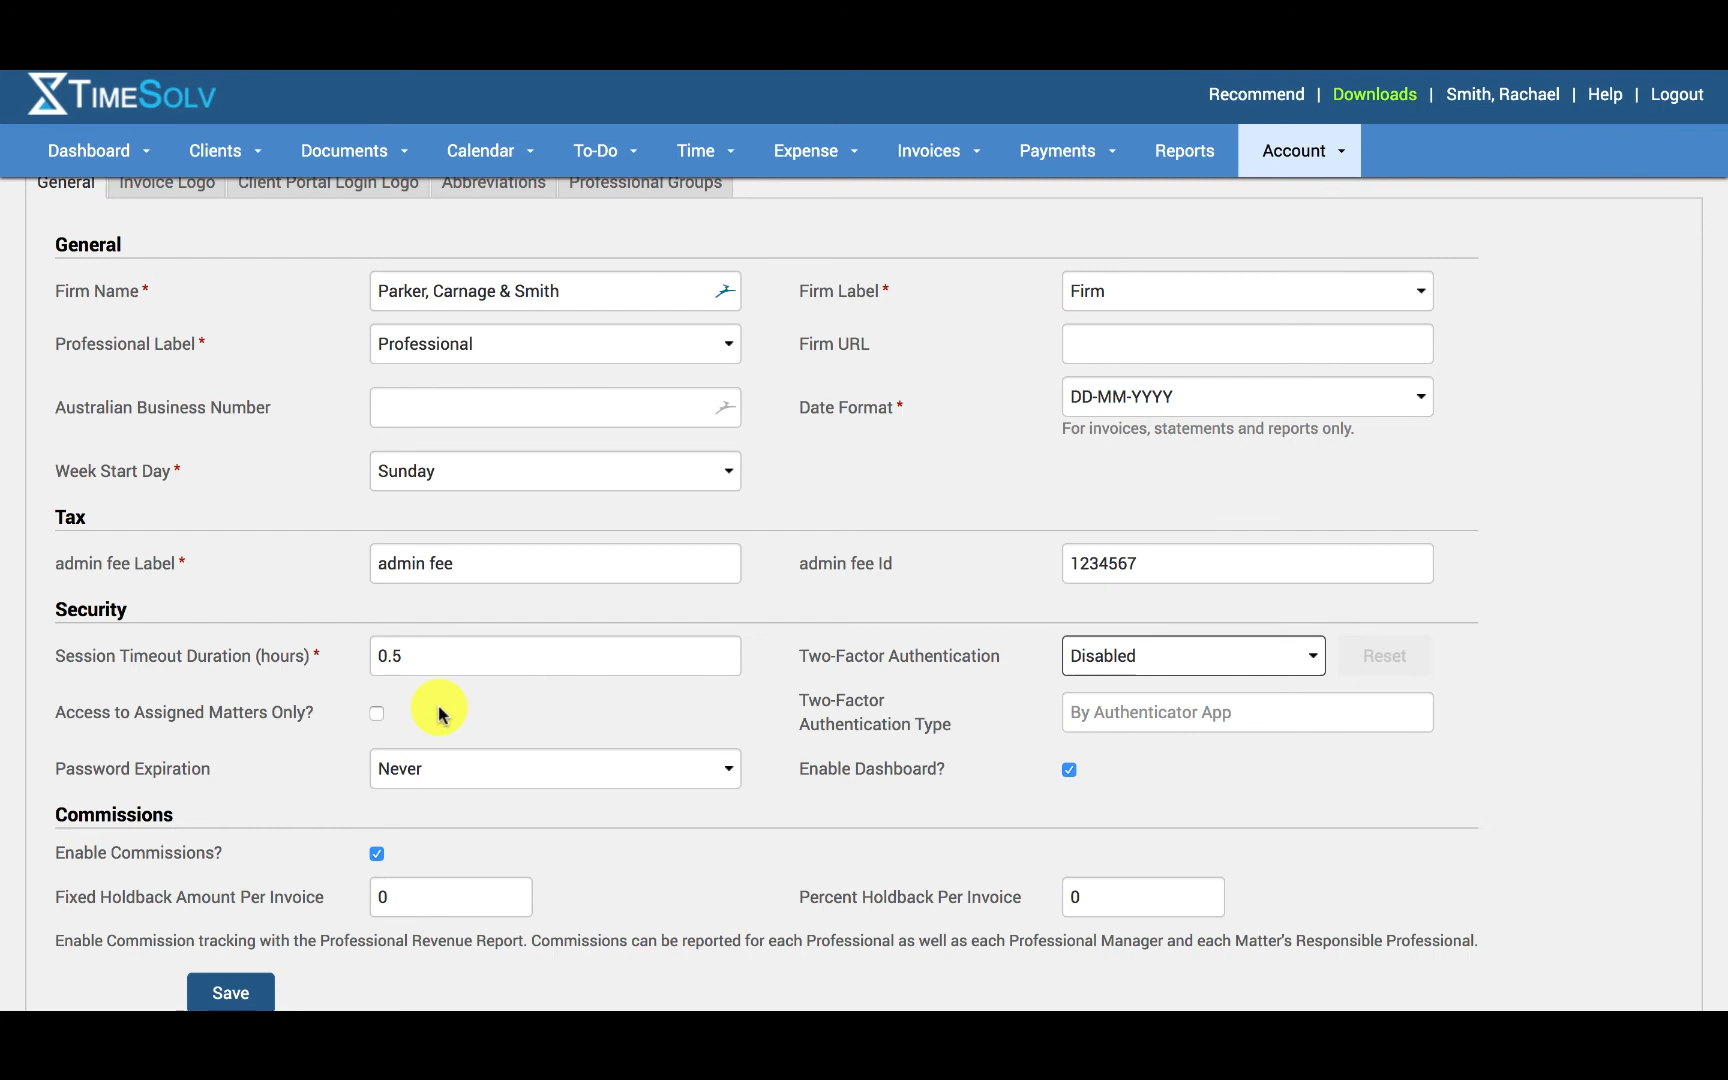 TIMESOLV
Recommend | Downloads | Smith, Rachael | Help | Logout
Dashboard Clients Documents Calendar To-Do Time Expense Invoices Payments Reports Account
General Invoice Logo Client Portal Login Logo Abbreviations Professional Groups
General
Firm Name* Parker, Carnage & Smith Firm Label* Firm
Professional Label* Professional Firm URL
Australian Business Number Date Format* DD-MM-YYYY
For invoices, statements and reports only.
Week Start Day* Sunday
Tax
admin fee Label* admin fee admin fee Id 1234567
Security
Session Timeout Duration (hours)* 0.5 Two-Factor Authentication Disabled Reset
Access to Assigned Matters Only? Two-Factor
Authentication Type By Authenticator App
Password Expiration Never Enable Dashboard?
Commissions
Enable Commissions?
Fixed Holdback Amount Per Invoice 0 Percent Holdback Per Invoice 0
Enable Commission tracking with the Professional Revenue Report. Commissions can be reported for each Professional as well as each Professional Manager and each Matter's Responsible Professional.
Save